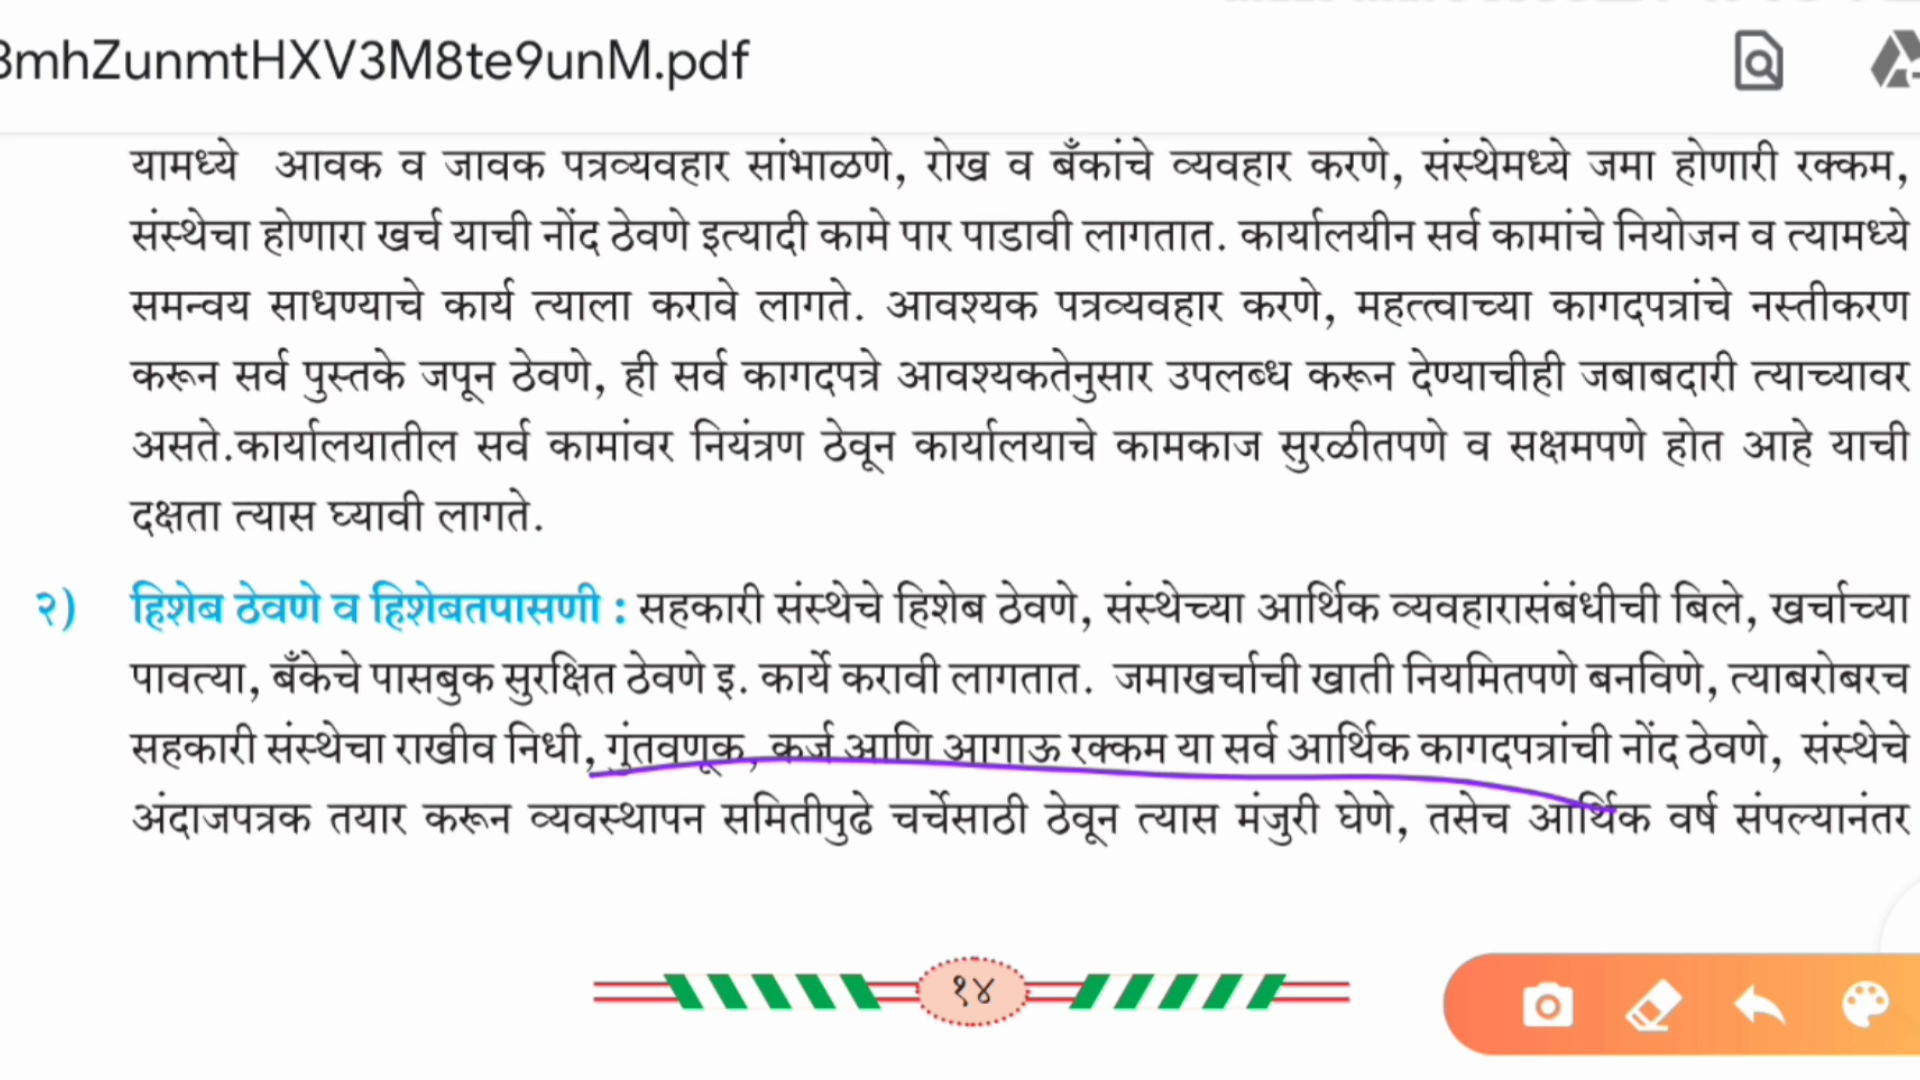 3mhZunmtHXV3M8te9unM.pdf
यामध्ये आवक व जावक पत्रव्यवहार सांभाळणे, रोख व बँकांचे व्यवहार करणे, संस्थेमध्ये जमा होणारी रक्कम,
संस्थेचा होणारा खर्च याची नोंद ठेवणे इत्यादी कामे पार पाडावी लागतात. कार्यालयीन सर्व कामांचे नियोजन व त्यामध्ये
समन्वय साधण्याचे कार्य त्याला करावे लागते. आवश्यक पत्रव्यवहार करणे, महत्त्वाच्या कागदपत्रांचे नस्तीकरण
करून सर्व पुस्तके जपून ठेवणे, ही सर्व कागदपत्रे आवश्यकतेनुसार उपलब्ध करून देण्याचीही जबाबदारी त्याच्यावर
असते.कार्यालयातील सर्व कामांवर नियंत्रण ठेवून कार्यालयाचे कामकाज सुरळीतपणे व सक्षमपणे होत आहे याची
दक्षता त्यास घ्यावी लागते.
२) हिशेब ठेवणे व हिशेबतपासणी : सहकारी संस्थेचे हिशेब ठेवणे, संस्थेच्या आर्थिक व्यवहारासंबंधीची बिले, खर्चाच्या
पावत्या, बँकेचे पासबुक सुरक्षित ठेवणे इ. कार्ये करावी लागतात. जमाखर्चाची खाती नियमितपणे बनविणे, त्याबरोबरच
सहकारी संस्थेचा राखीव निधी, गुंतवणूक, कर्ज आणि आगाऊ रक्कम या सर्व आर्थिक कागदपत्रांची नोंद ठेवणे, संस्थेचे
अंदाजपत्रक तयार करून व्यवस्थापन समितीपुढे चर्चेसाठी ठेवून त्यास मंजुरी घेणे, तसेच आर्थिक वर्ष संपल्यानंतर
१४